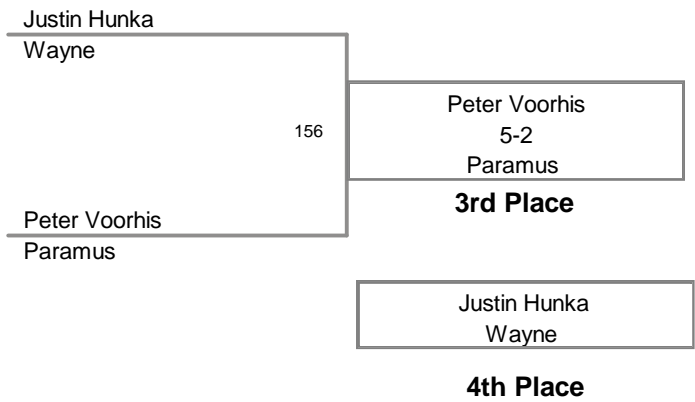 Justin Hunka
Wayne
156
Peter Voorhis
5-2
Paramus
3rd Place
Peter Voorhis
Paramus
Justin Hunka
Wayne
4th Place